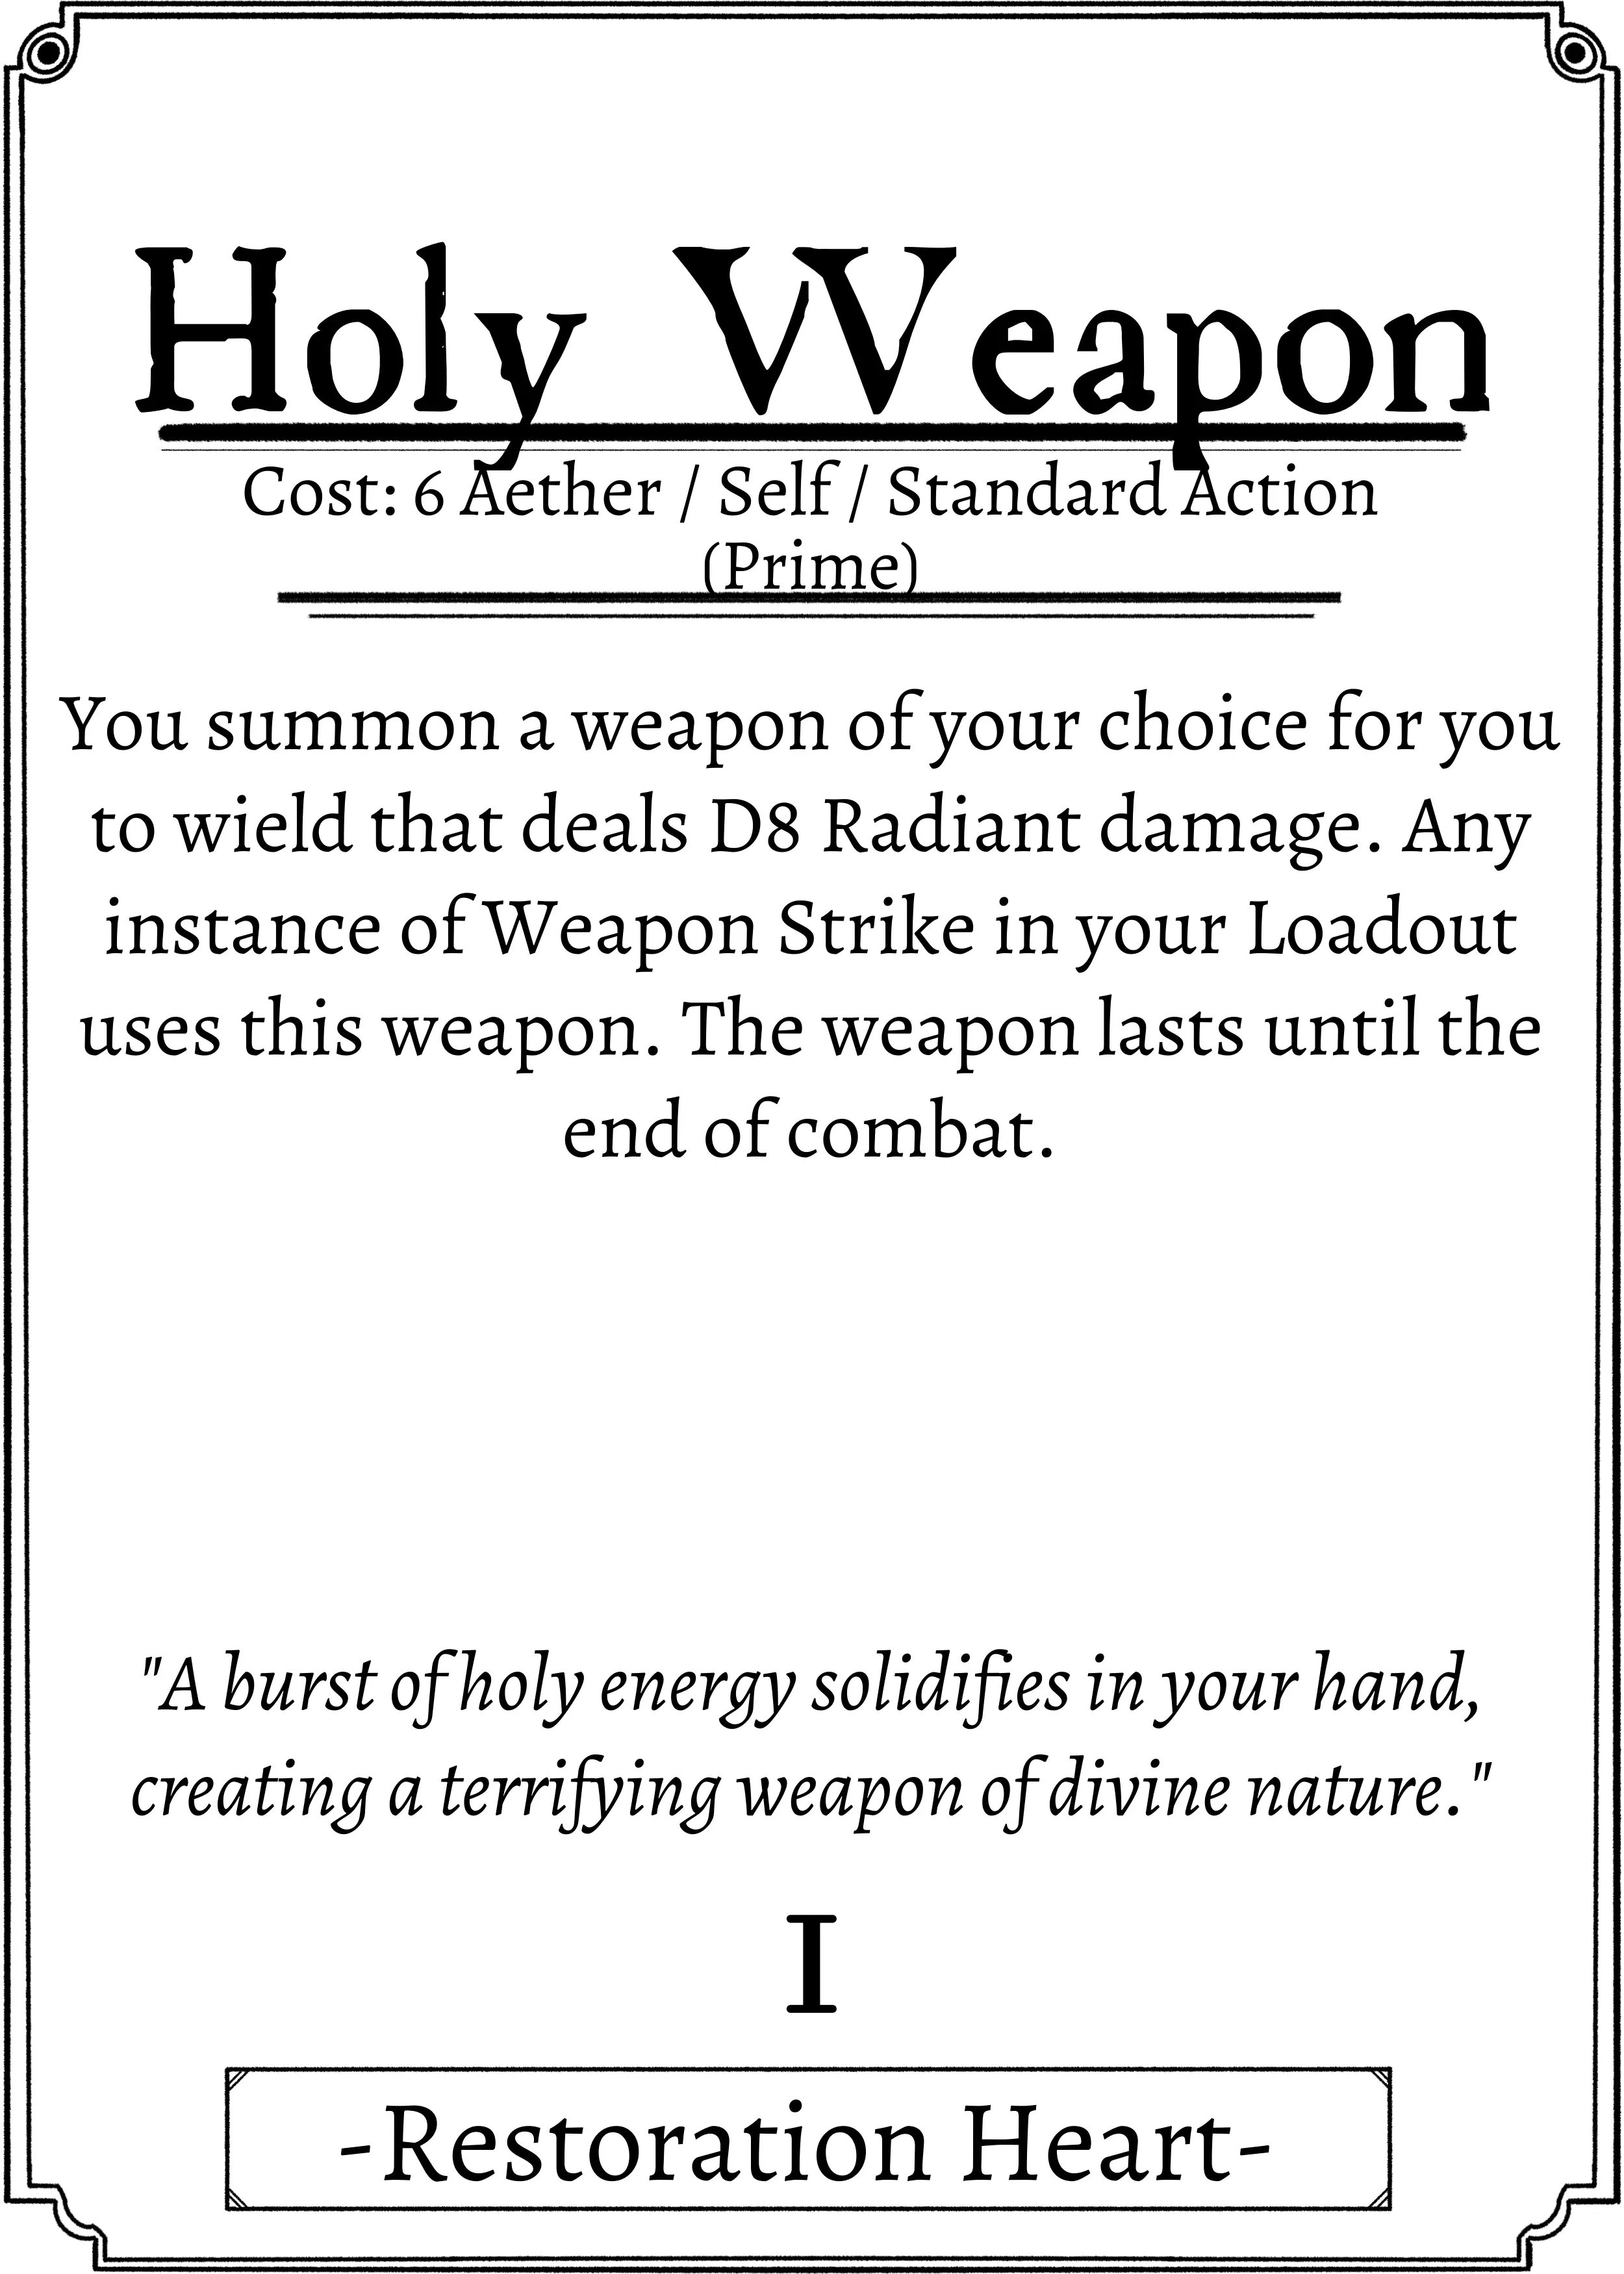 Holy Weapon
Cost: 6 Aether / Self / Standard Action
(Prime)
You summon a weapon of your choice for you
to wield that deals D8 Radiant damage. Any
instance of Weapon Strike in your Loadout
uses this weapon. The weapon lasts until the
end of combat.
"A burst of holy energy solidifies in your hand,
creating a terrifying weapon of divine nature."
I
-Restoration Heart-